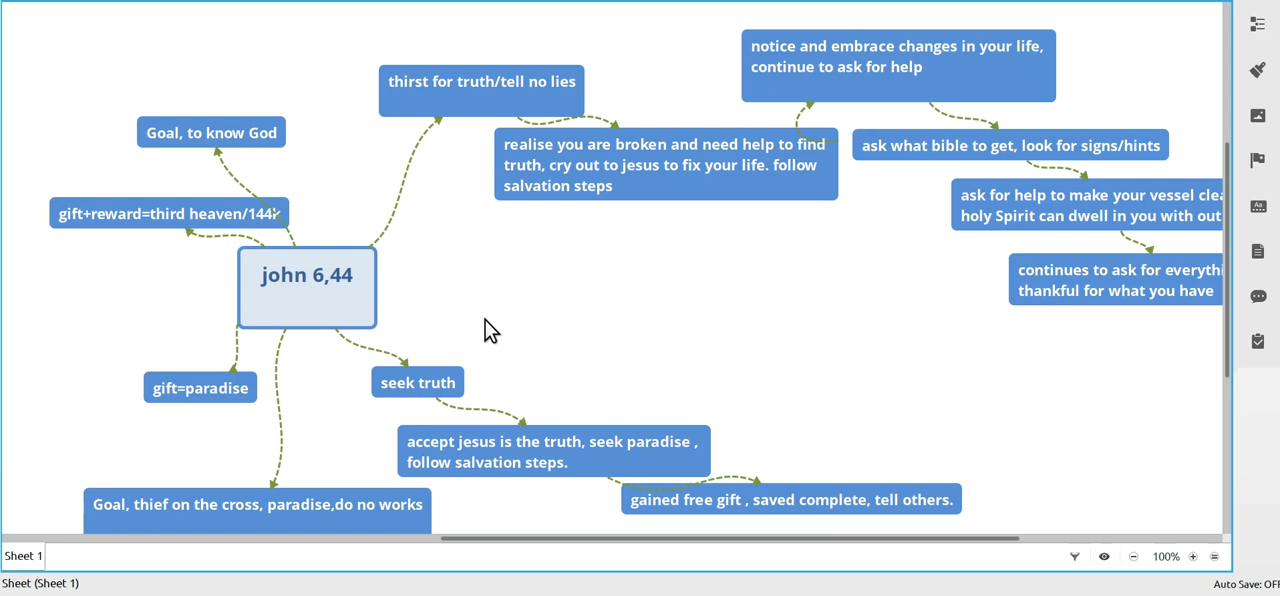 notice and embrace changes in your life,
continue to ask for help
thirst for truth/tell no lies
Goal, to know God
realise you are broken and need help to find
truth, cry out to jesus to fix your life. follow
salvation steps
ask what bible to get, look for signs/hints
ask for help to make your vessel
holy Spirit can dwell in you with out
gift+reward=third heaven/144k
john 6,44
continues to ask for
thankful for what you have
seek truth
gift=paradise
accept jesus is the truth, seek paradise ,
follow salvation steps.
gained free gift , saved complete, tell others.
Goal, thief on the cross, paradise,do no works
Sheet 1
100%
Sheet (Sheet 1)
Auto Save: